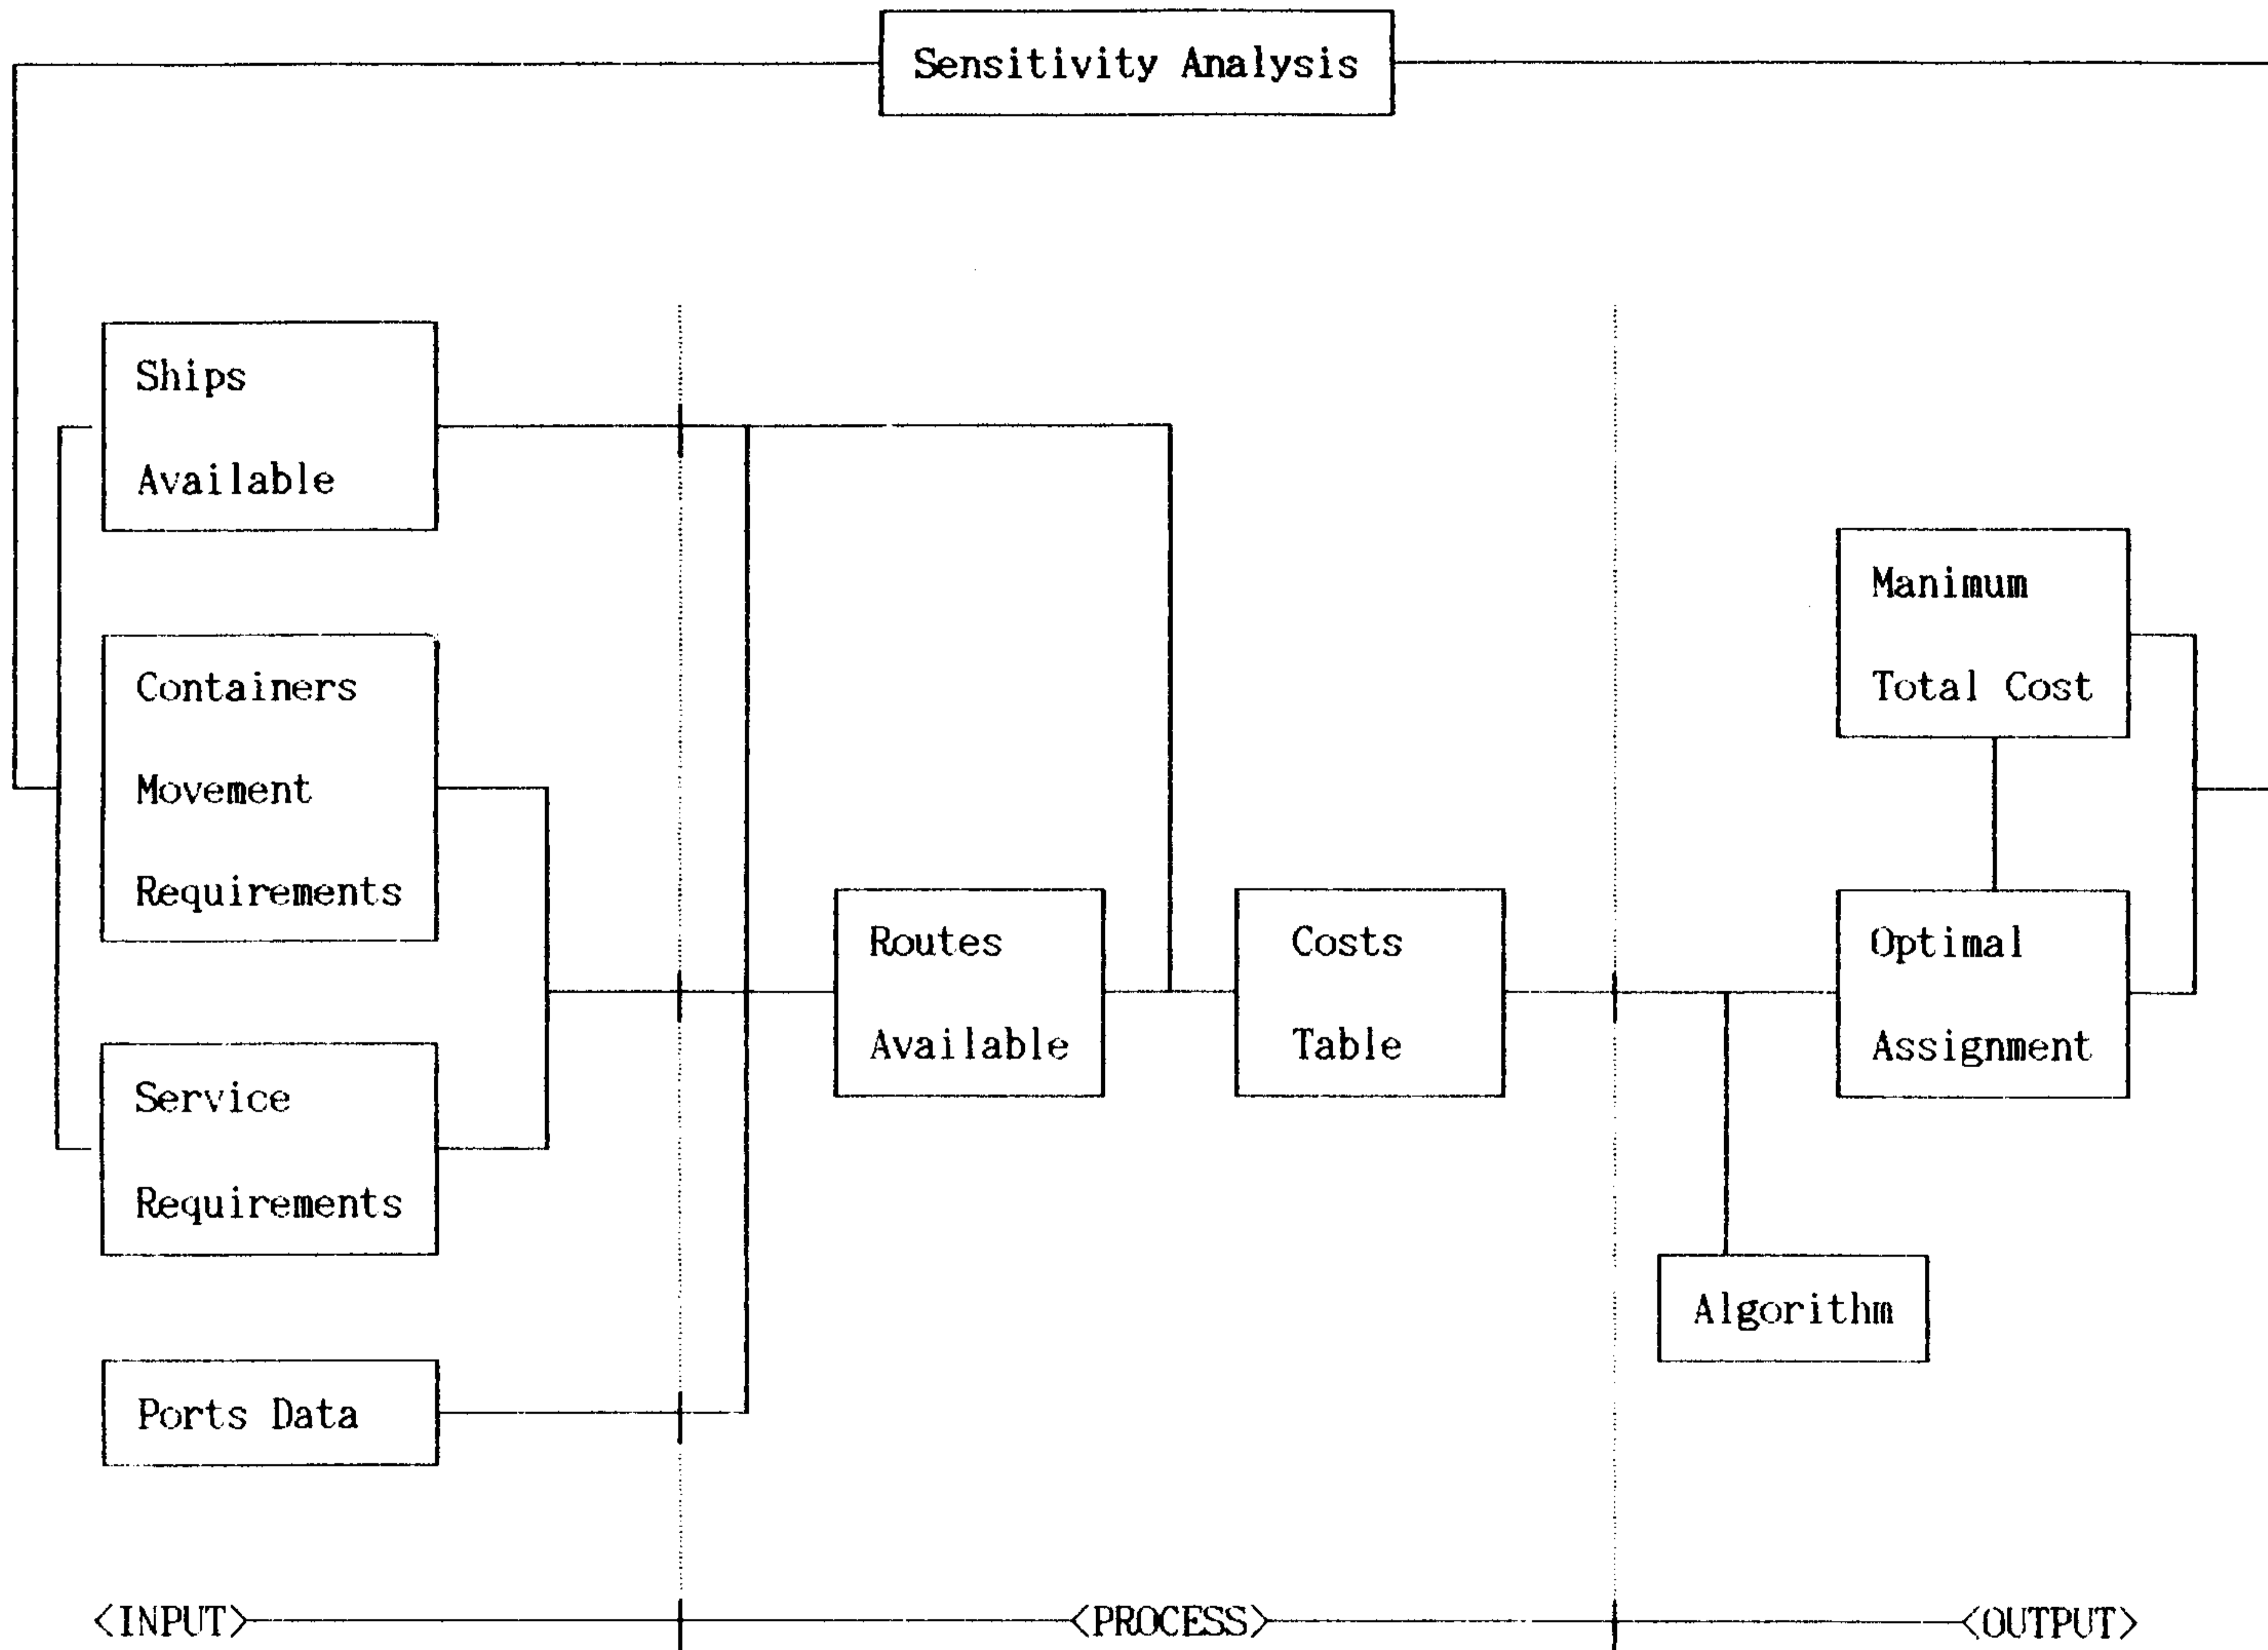 Sensitivity Analysis
Ships
Available
Containers
Movement
Requirements
Service
Requirements
Ports Data
Routes
Available
Costs
Table
Manimum
Total Cost
Optimal
Assignment
Algorithm
<INPUT>
<PROCESS>
<OUTPUT>